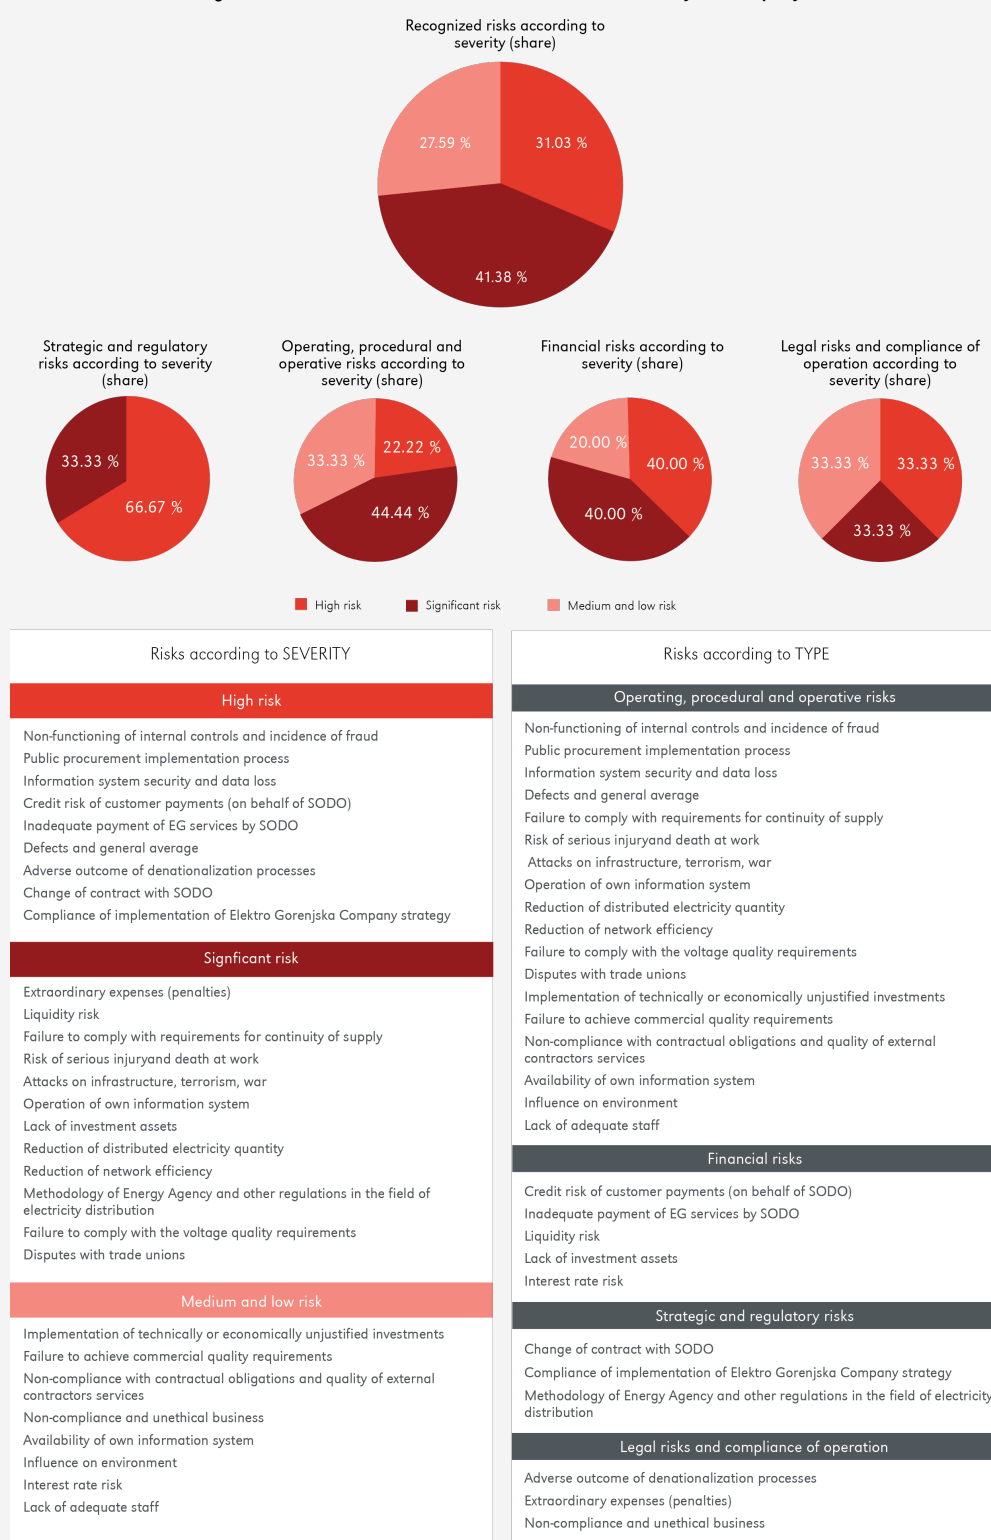 Recognized risks according to
severity (share)
27.59 %
31.03 %
41.38 %
Strategic and regulatory
risks according to severity
(share)
33.33 %
66.67 %
Operating, procedural and
operative risks according to
severity (share)
33.33 %
22.22 %
44.44 %
Financial risks according to
severity (share)
20.00 %
40.00 %
40.00 %
Legal risks and compliance of
operation according to
severity (share)
33.33 %
33.33 %
33.33 %
High risk
Significant risk
Medium and low risk
Risks according to SEVERITY
High risk
Non-functioning of internal controls and incidence of fraud
Public procurement implementation process
Information system security and data loss
Credit risk of customer payments (on behalf of SODO)
Inadequate payment of EG services by SODO
Defects and general average
Adverse outcome of denationalization processes
Change of contract with SODO
Compliance of implementation of Elektro Gorenjska Company strategy
Signficant risk
Extraordinary expenses (penalties)
Liquidity risk
Failure to comply with requirements for continuity of supply
Risk of serious injuryand death at work
Attacks on infrastructure, terrorism, war
Operation of own information system
Lack of investment assets
Reduction of distributed electricity quantity
Reduction of network efficiency
Methodology of Energy Agency and other regulations in the field of
electricity distribution
Failure to comply with the voltage quality requirements
Disputes with trade unions
Medium and low risk
Implementation of technically or economically unjustified investments
Failure to achieve commercial quality requirements
Non-compliance with contractual obligations and quality of external
contractors services
Non-compliance and unethical business
Availability of own information system
Influence on environment
Interest rate risk
Lack of adequate staff
Risks according to TYPE
Operating, procedural and operative risks
Non-functioning of internal controls and incidence of fraud
Public procurement implementation process
Information system security and data loss
Defects and general average
Failure to comply with requirements for continuity of supply
Risk of serious injuryand death at work
Attacks on infrastructure, terrorism, war
Operation of own information system
Reduction of distributed electricity quantity
Reduction of network efficiency
Failure to comply with the voltage quality requirements
Disputes with trade unions
Implementation of technically or economically unjustified investments
Failure to achieve commercial quality requirements
Non-compliance with contractual obligations and quality of external
contractors services
Availability of own information system
Influence on environment
Lack of adequate staff
Financial risks
Credit risk of customer payments (on behalf of SODO)
Inadequate payment of EG services by SODO
Liquidity risk
Lack of investment assets
Interest rate risk
Strategic and regulatory risks
Change of contract with SODO
Compliance of implementation of Elektro Gorenjska Company strategy
Methodology of Energy Agency and other regulations in the field of electricity
distribution
Legal risks and compliance of operation
Adverse outcome of denationalization processes
Extraordinary expenses (penalties)
Non-compliance and unethical business